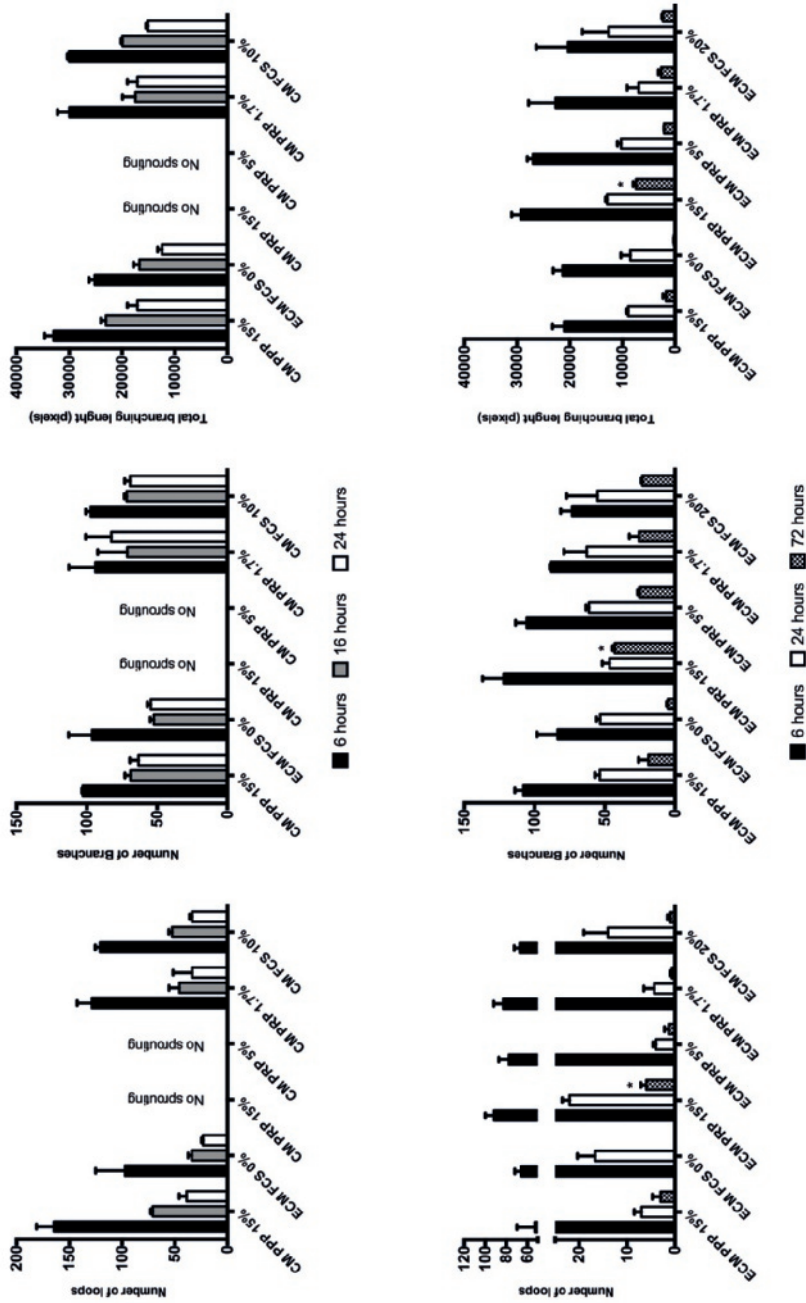 Number of loops
200
150
100
50
0
No sprouting
No sprouting
CM PPP 15%
ECM FCS 0%
CM PRP 15%
CM PRP 5%
CM PRP 1.7%
CM FCS 10%
Number of Branches
150
100
50
0
No sprouting
No sprouting
CM PPP 15%
ECM FCS 0%
CM PRP 15%
CM PRP 5%
CM PRP 1.7%
CM FCS 10%
Total branching lenght (pixels)
40000
30000
20000
10000
0
No sprouting
No sprouting
CM PPP 15%
ECM FCS 0%
CM PRP 15%
CM PRP 5%
CM PRP 1.7%
CM FCS 10%
6 hours 16 hours 24 hours
Number of loops
120
100
80
60
20
10
0
*
ECM PPP 15%
ECM FCS 0%
ECM PRP 15%
ECM PRP 5%
ECM PRP 1.7%
ECM FCS 20%
Number of Branches
150
100
50
0
*
ECM PPP 15%
ECM FCS 0%
ECM PRP 15%
ECM PRP 5%
ECM PRP 1.7%
ECM FCS 20%
Total branching lenght (pixels)
40000
30000
20000
10000
0
*
ECM PPP 15%
ECM FCS 0%
ECM PRP 15%
ECM PRP 5%
ECM PRP 1.7%
ECM FCS 20%
6 hours 24 hours 72 hours